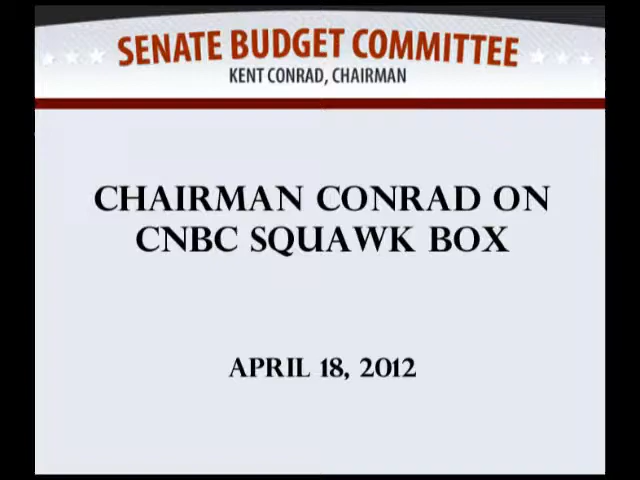 SENATE BUDGET COMMITTEE
KENT CONRAD, CHAIRMAN
CHAIRMAN CONRAD ON
CNBC SQUAWK BOX
APRIL 18, 2012